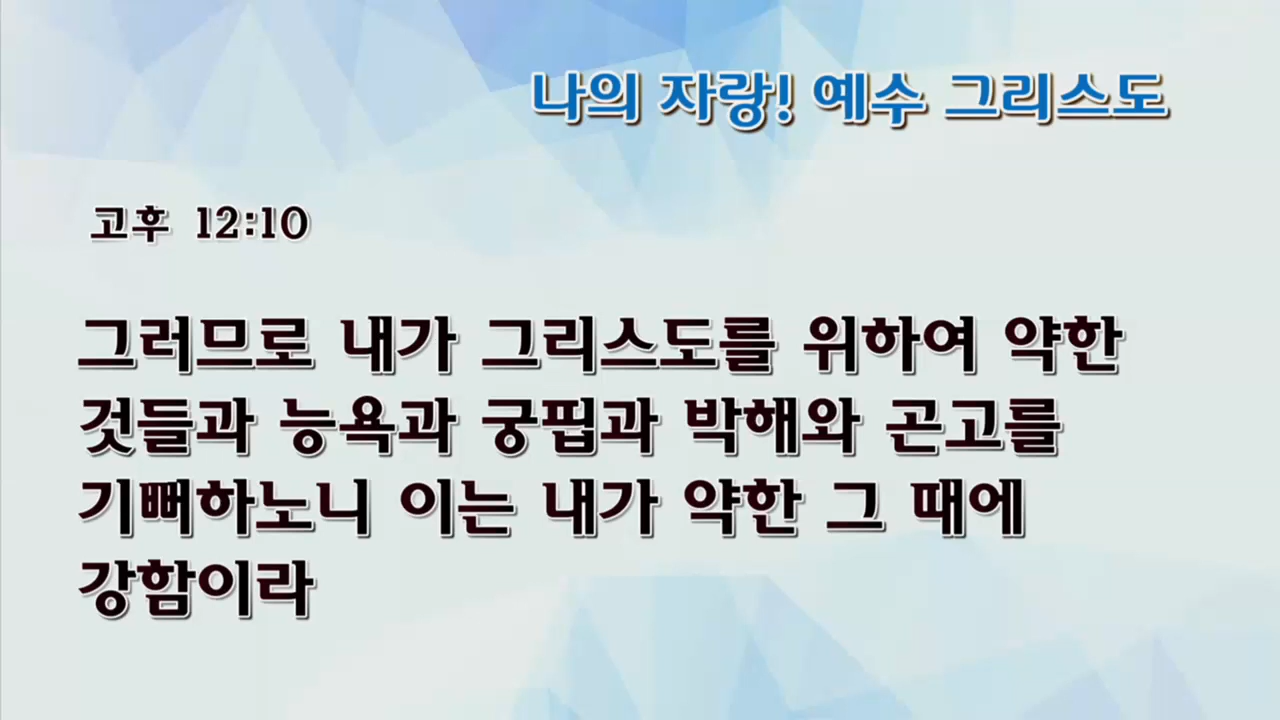 나의 자랑! 예수 그리스도
고후 12:10
그러므로 내가 그리스도를 위하여 약한
것들과 능욕과 궁핍과 박해와 곤고를
기뻐하노니 이는 내가 약한 그 때에
강함이라